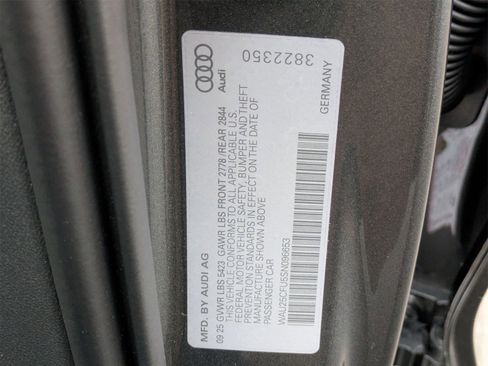 Audi
3822350
GERMANY
MFD. BY AUDI AG
09 25 GVWR LBS 5423 GAWR LBS FRONT 2778 /REAR 2844
THIS VEHICLE CONFORMS TO ALL APPLICABLE U.S.
FEDERAL MOTOR VEHICLE SAFETY, BUMPER AND THEFT
PREVENTION STANDARDS IN EFFECT ON THE DATE OF
MANUFACTURE SHOWN ABOVE
PASSENGER CAR
WAU25CFU5SN096653